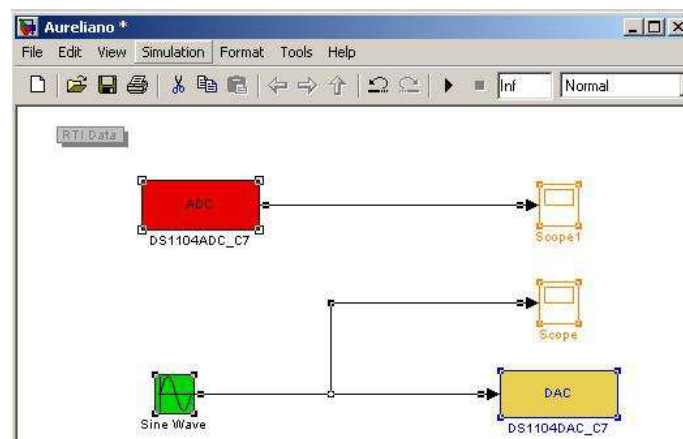 Aureliano *
File Edit View Simulation Format Tools Help
Inf Normal
RTI Data
ADC
DS1104ADC_C7
Scope1
Scope
Sine Wave
DAC
DS1104DAC_C7